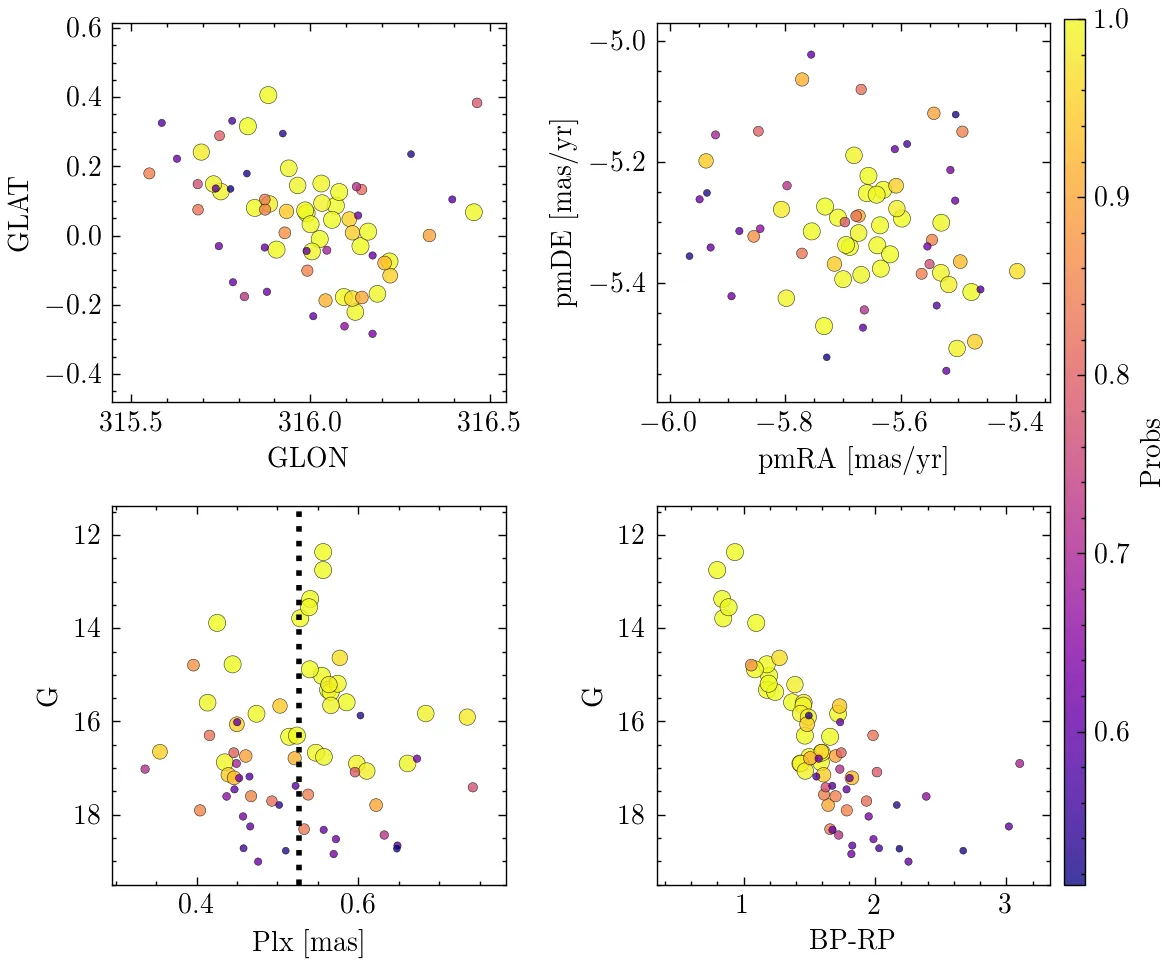 0.6
0.4
0.2
0.0
−0.2
−0.4
GLAT
315.5 316.0 316.5
GLON
−5.0
−5.2
−5.4
pmDE [mas/yr]
−6.0 −5.8 −5.6 −5.4
pmRA [mas/yr]
1.0
0.9
0.8
0.7
0.6
Probs
12
14
16
18
G
0.4 0.6
Plx [mas]
12
14
16
18
G
1 2 3
BP-RP